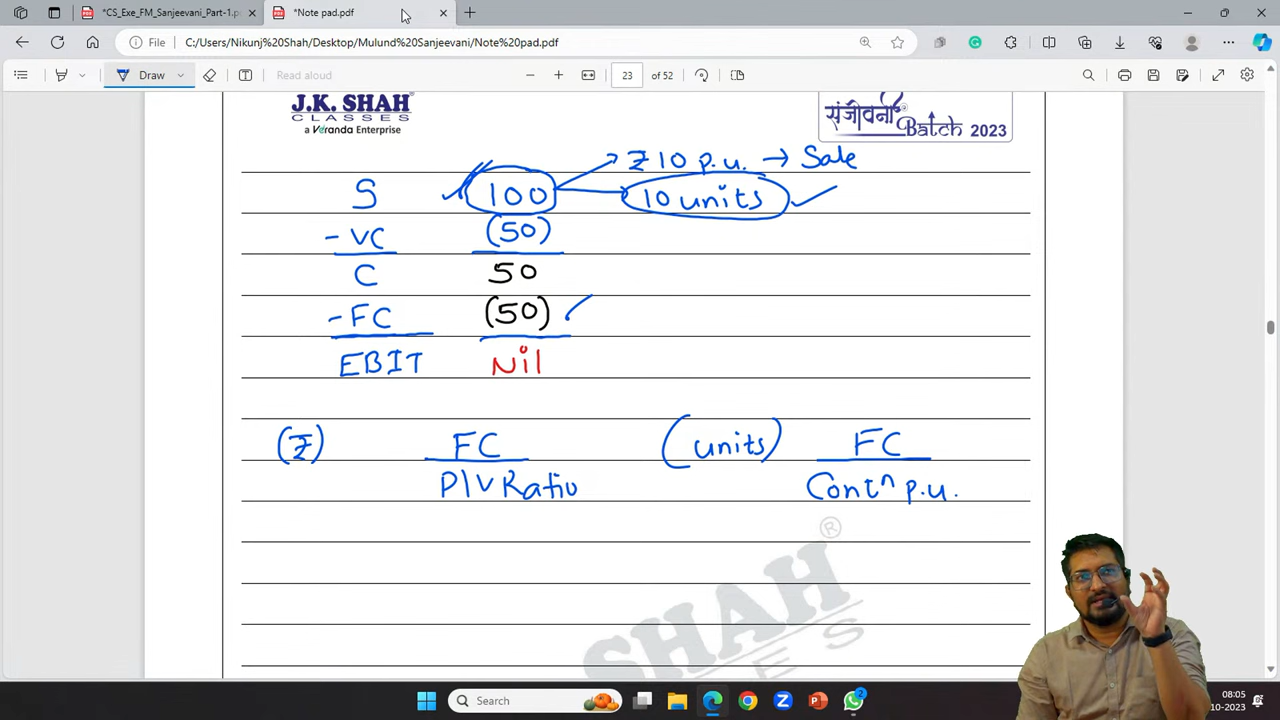 *CS_Exe_FM_Sanjeevani_Part-1.p
*Note pad.pdf
File C:/Users/Nikunj%20Shah/Desktop/Mulund%20Sanjeevani/Note%20pad.pdf
Draw Read aloud 23 of 52
J.K. SHAH
CLASSES
a Veranda Enterprise
संजीवनी
Batch 2023
₹10 p.u. → Sale
S 100 10 units
- VC (50)
C 50
- FC (50)
EBIT Nil
(₹) FC (units) FC
P/V Ratio Contⁿ p.u.
SHAH
Search
2
08:05
-10-2023